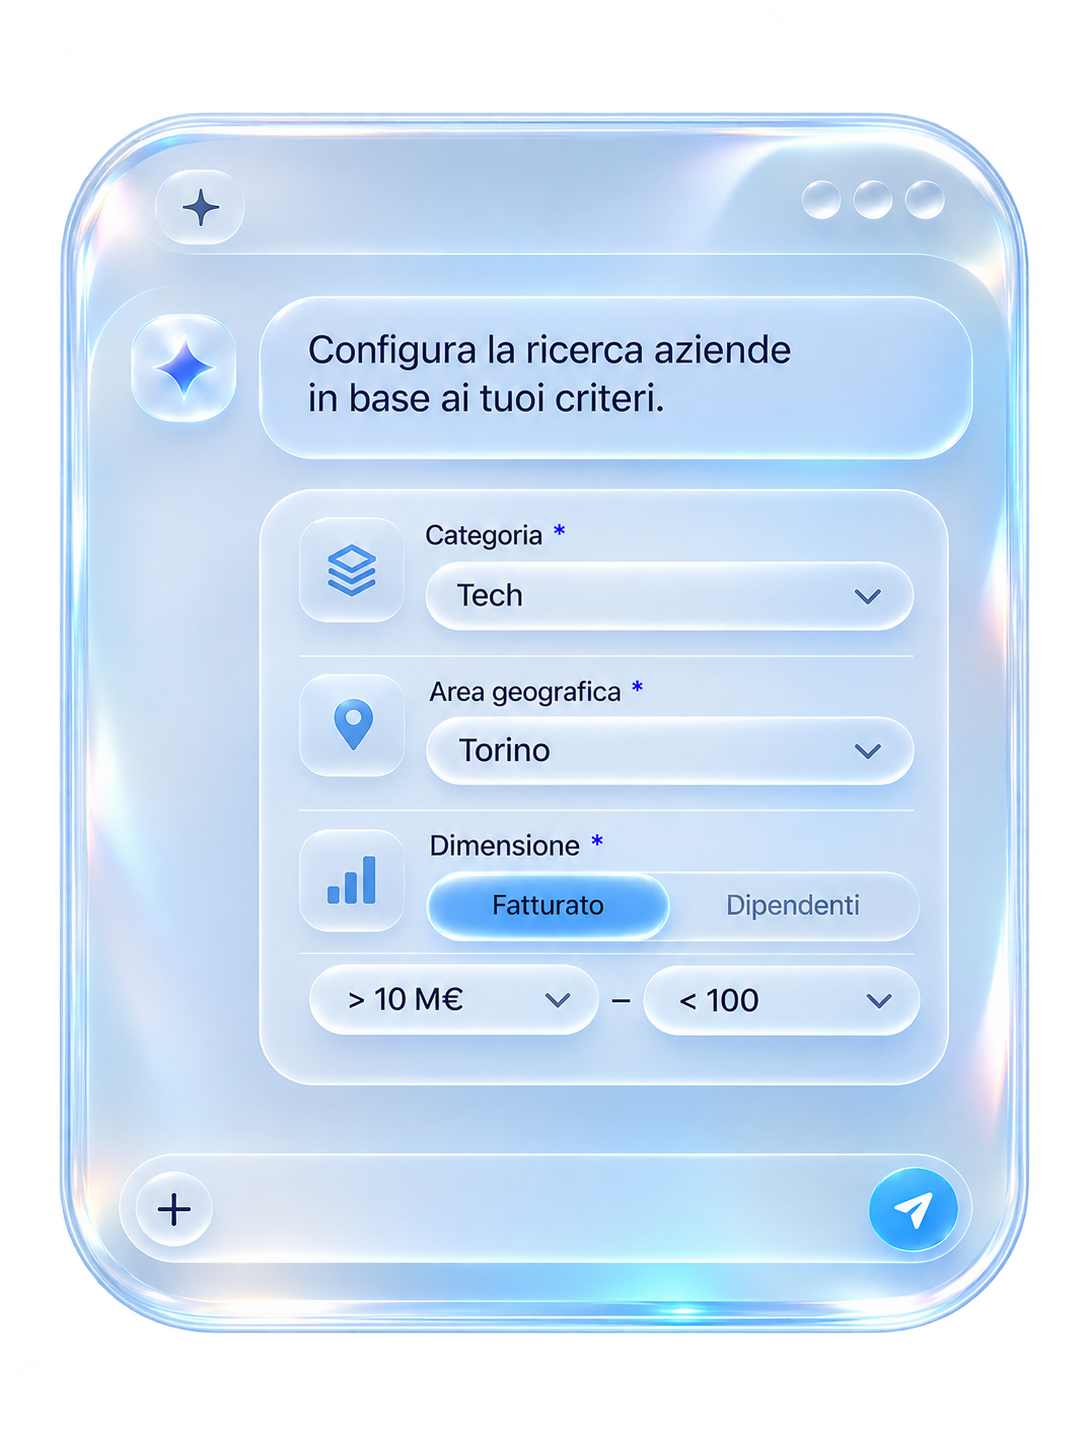 Configura la ricerca aziende
in base ai tuoi criteri.
Categoria *
Tech
Area geografica *
Torino
Dimensione *
Fatturato Dipendenti
> 10 M€ – < 100